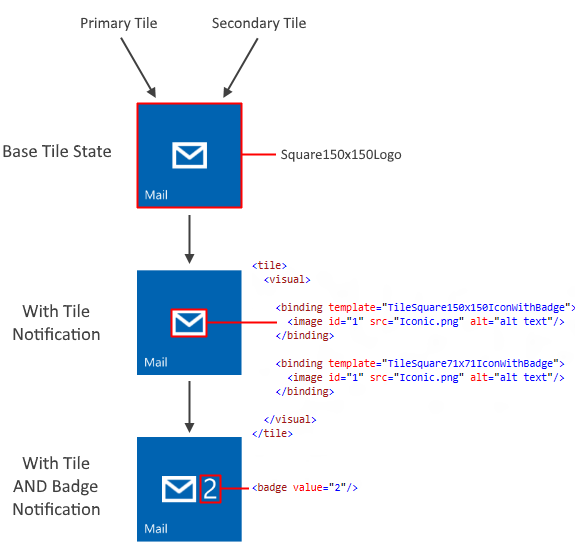 Primary Tile
Secondary Tile
Base Tile State
Mail
Square150x150Logo
With Tile
Notification
Mail
<tile>
<visual>
<binding template="TileSquare150x150IconWithBadge">
<image id="1" src="Iconic.png" alt="alt text"/>
</binding>
<binding template="TileSquare71x71IconWithBadge">
<image id="1" src="Iconic.png" alt="alt text"/>
</binding>
</visual>
</tile>
With Tile
AND Badge
Notification
2
Mail
<badge value="2"/>